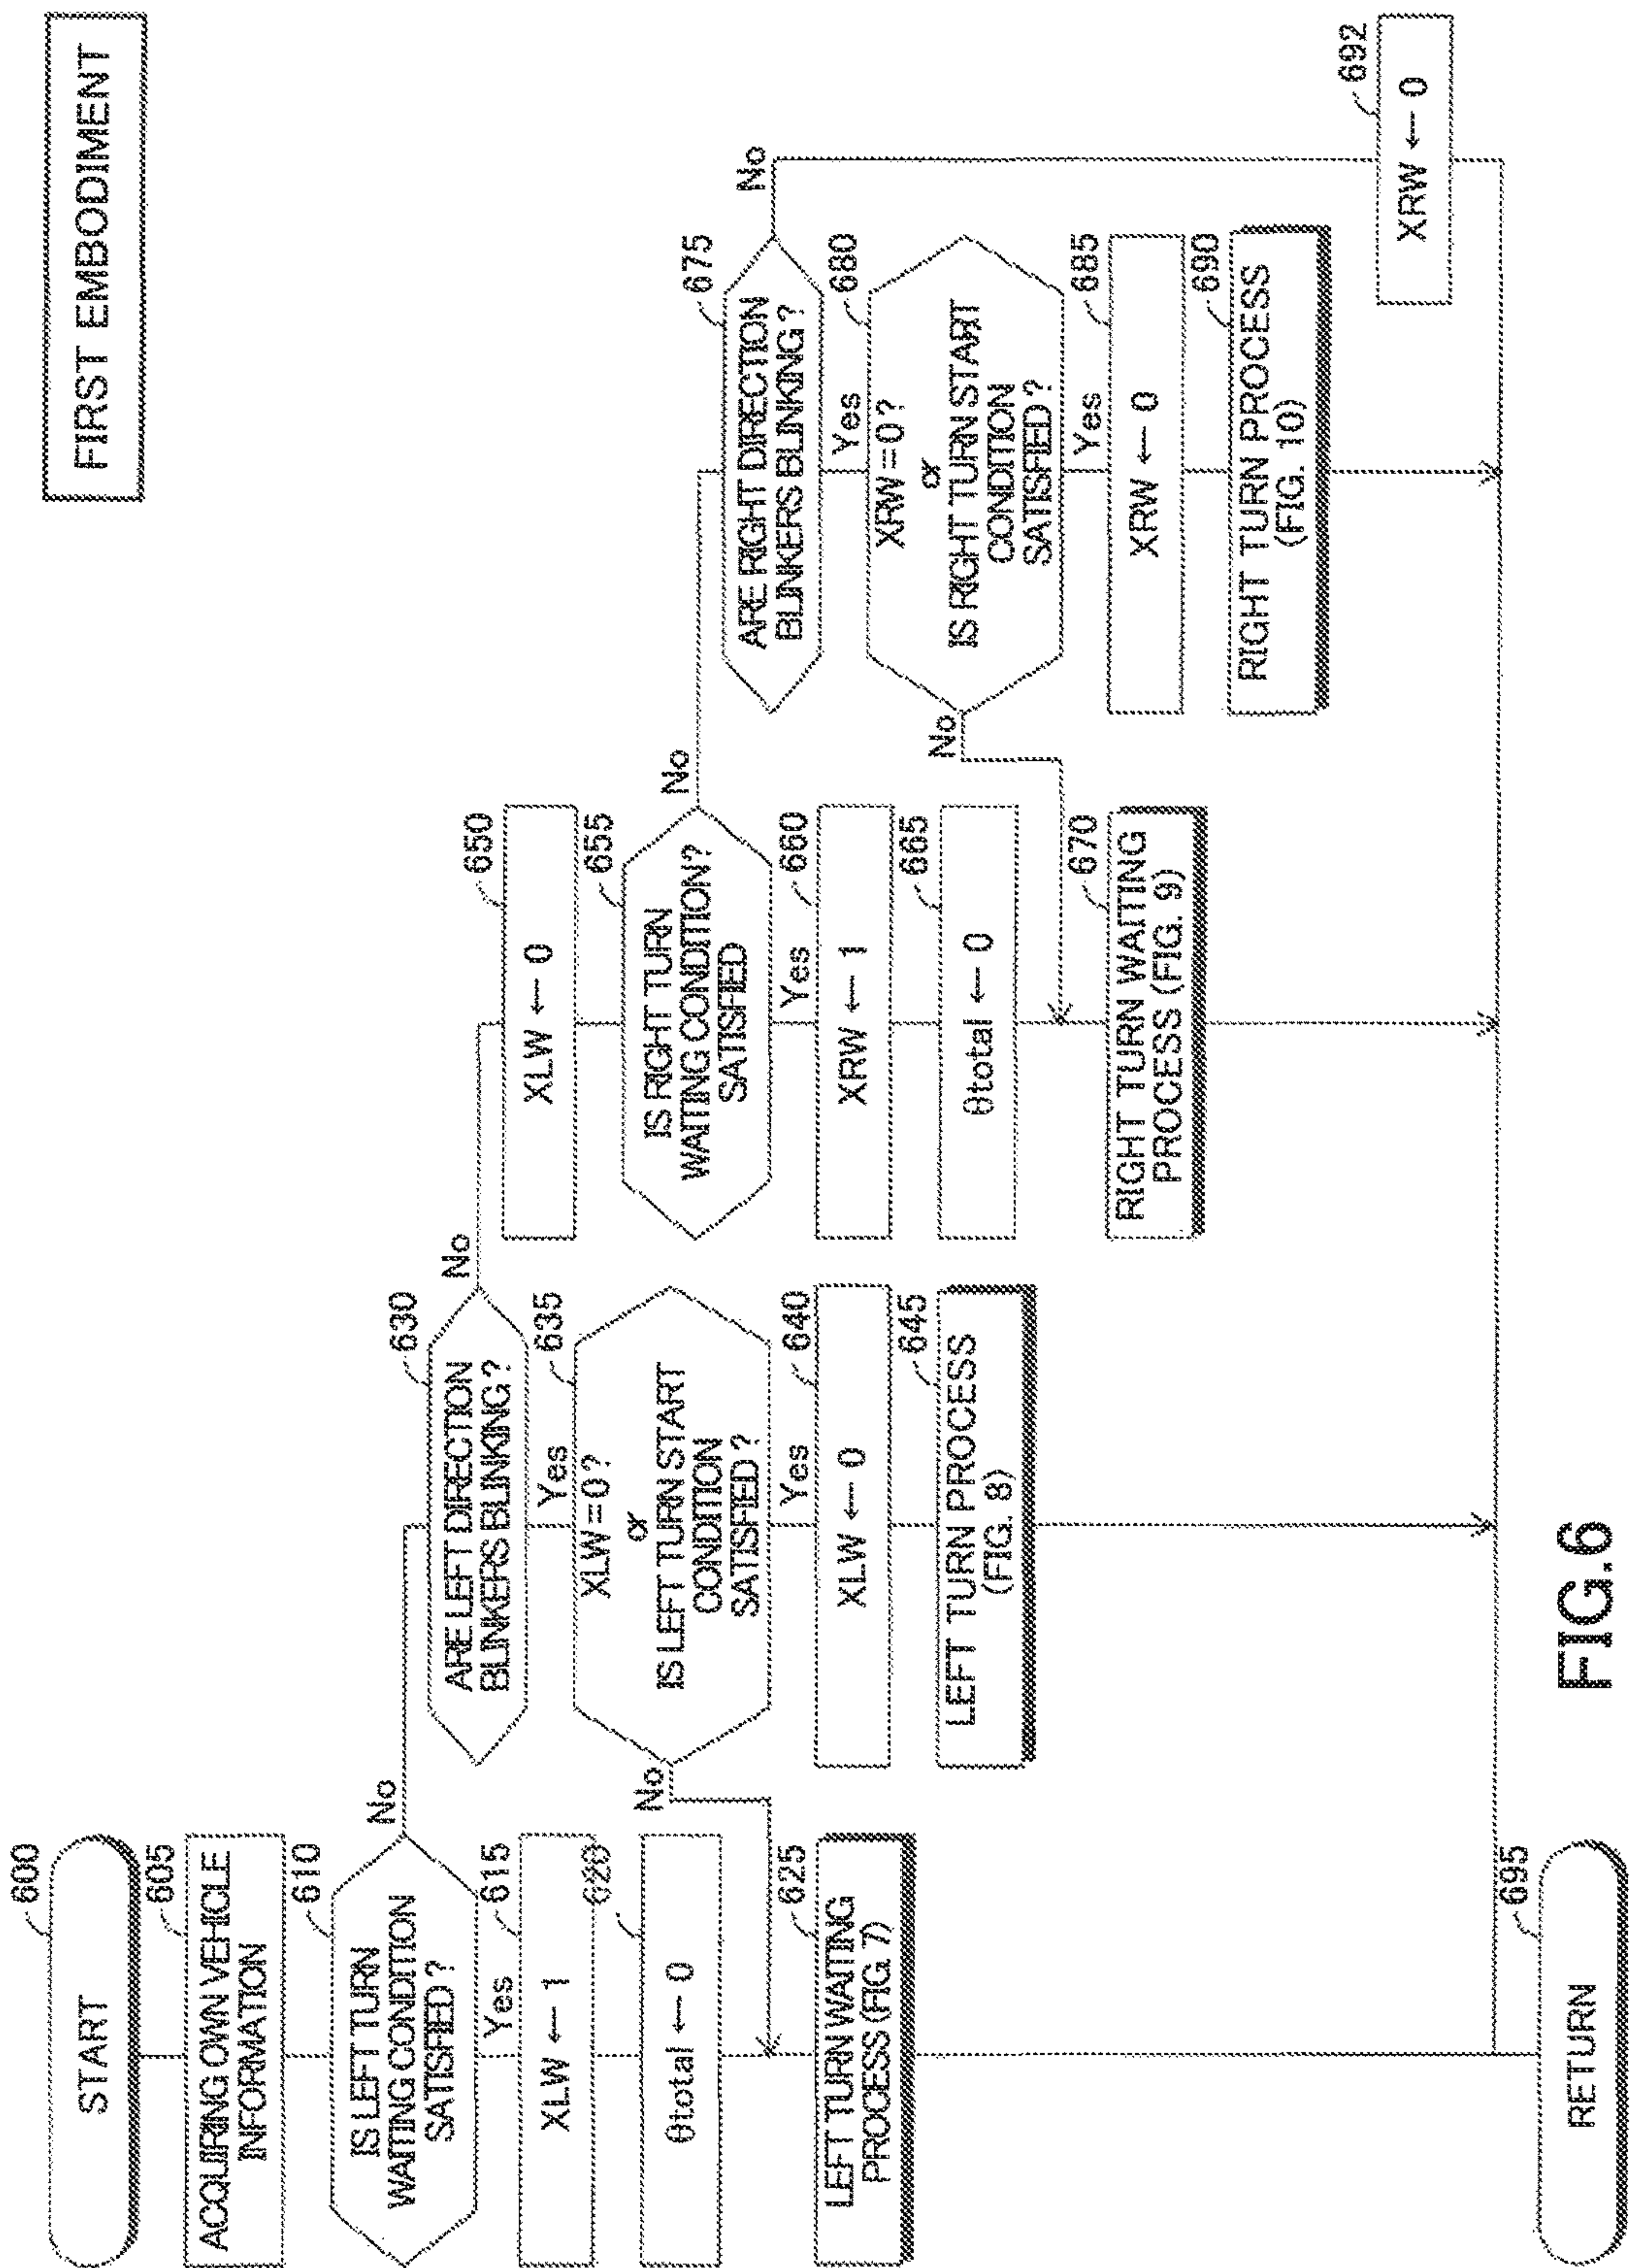 FIRST EMBODIMENT
600
START
605
ACQUIRING OWN VEHICLE
INFORMATION
610
IS LEFT TURN
WAITING CONDITION
SATISFIED ?
No
Yes
615
XLW ← 1
620
θtotal ← 0
625
LEFT TURN WAITING
PROCESS (FIG. 7)
630
ARE LEFT DIRECTION
BLINKERS BLINKING ?
No
Yes
635
XLW = 0 ?
or
IS LEFT TURN START
CONDITION
SATISFIED ?
No
Yes
640
XLW ← 0
645
LEFT TURN PROCESS
(FIG. 8)
650
XLW ← 0
655
IS RIGHT TURN
WAITING CONDITION?
SATISFIED
No
Yes
660
XRW ← 1
665
θtotal ← 0
670
RIGHT TURN WAITING
PROCESS (FIG. 9)
675
ARE RIGHT DIRECTION
BLINKERS BLINKING ?
No
Yes
680
XRW = 0 ?
or
IS RIGHT TURN START
CONDITION
SATISFIED ?
No
Yes
685
XRW ← 0
690
RIGHT TURN PROCESS
(FIG. 10)
692
XRW ← 0
695
RETURN
FIG.6